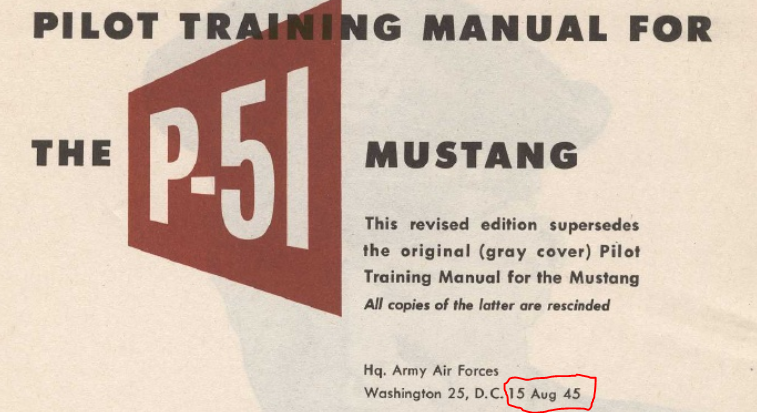 PILOT TRAINING MANUAL FOR
THE P-51 MUSTANG
This revised edition supersedes
the original (gray cover) Pilot
Training Manual for the Mustang
All copies of the latter are rescinded
Hq. Army Air Forces
Washington 25, D.C. 15 Aug 45